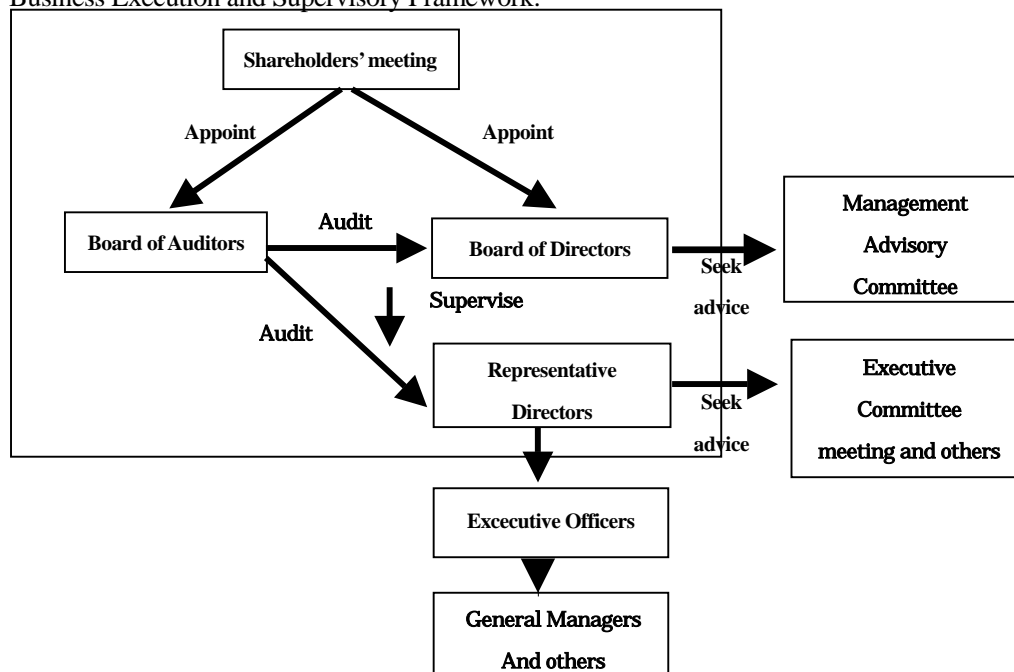 Business Execution and Supervisory Framework:
Shareholders' meeting
Appoint
Appoint
Audit
Board of Auditors
Board of Directors
Management
Advisory
Committee
Seek
advice
Supervise
Audit
Representative
Directors
Seek
advice
Executive
Committee
meeting and others
Excecutive Officers
General Managers
And others